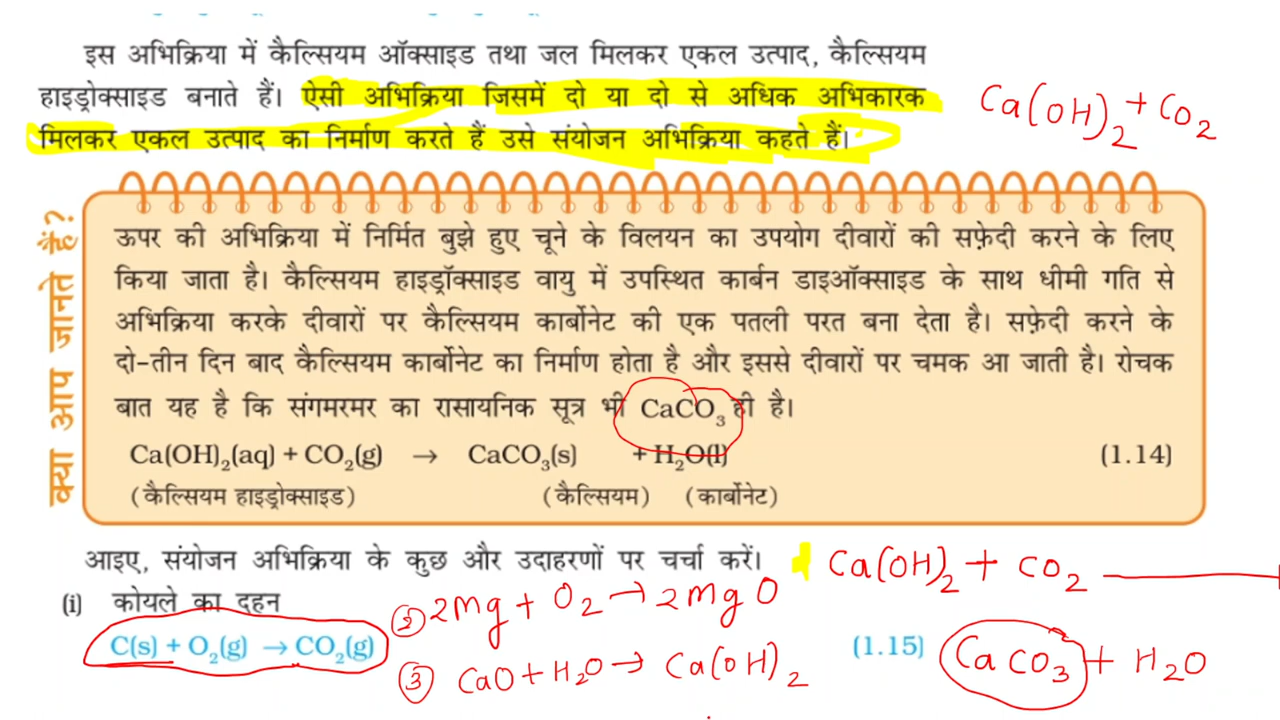 इस अभिक्रिया में कैल्सियम ऑक्साइड तथा जल मिलकर एकल उत्पाद, कैल्सियम
हाइड्रोक्साइड बनाते हैं। ऐसी अभिक्रिया जिसमें दो या दो से अधिक अभिकारक
मिलकर एकल उत्पाद का निर्माण करते हैं उसे संयोजन अभिक्रिया कहते हैं।
Ca(OH)₂ + CO₂
क्या आप जानते हैं?
ऊपर की अभिक्रिया में निर्मित बुझे हुए चूने के विलयन का उपयोग दीवारों की सफ़ेदी करने के लिए
किया जाता है। कैल्सियम हाइड्रॉक्साइड वायु में उपस्थित कार्बन डाइऑक्साइड के साथ धीमी गति से
अभिक्रिया करके दीवारों पर कैल्सियम कार्बोनेट की एक पतली परत बना देता है। सफ़ेदी करने के
दो-तीन दिन बाद कैल्सियम कार्बोनेट का निर्माण होता है और इससे दीवारों पर चमक आ जाती है। रोचक
बात यह है कि संगमरमर का रासायनिक सूत्र भी CaCO₃ ही है।
Ca(OH)₂(aq) + CO₂(g) → CaCO₃(s) + H₂O(l) (1.14)
(कैल्सियम हाइड्रोक्साइड) (कैल्सियम) (कार्बोनेट)
आइए, संयोजन अभिक्रिया के कुछ और उदाहरणों पर चर्चा करें।
Ca(OH)₂ + CO₂
(i) कोयले का दहन
② 2Mg + O₂ → 2MgO
C(s) + O₂(g) → CO₂(g) (1.15)
CaCO₃ + H₂O
③ CaO + H₂O → Ca(OH)₂